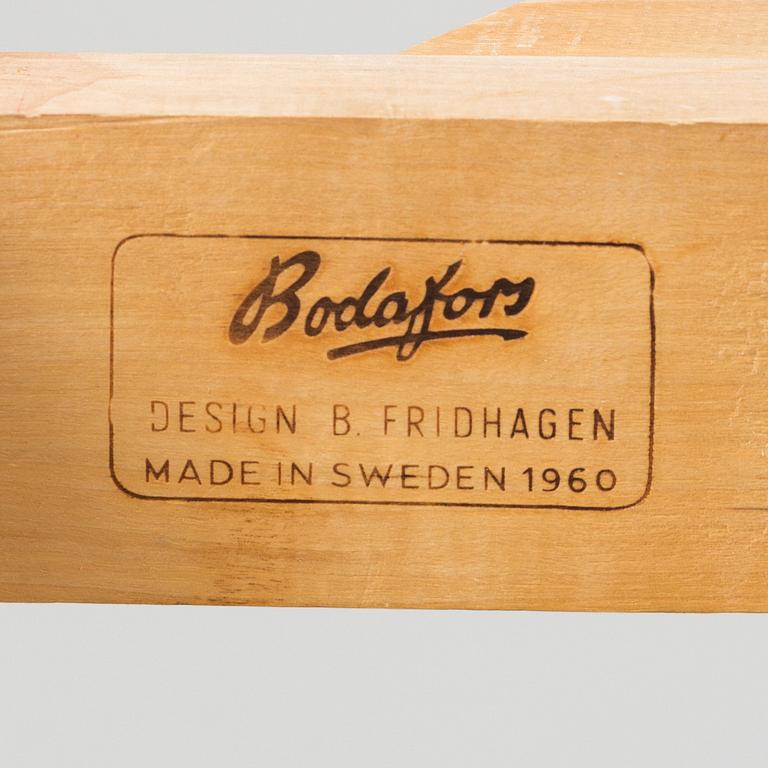 Bodafors
DESIGN B. FRIDHAGEN
MADE IN SWEDEN 1960